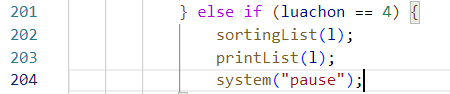 201 } else if (luachon == 4) {
202 sortingList(l);
203 printList(l);
204 system("pause");